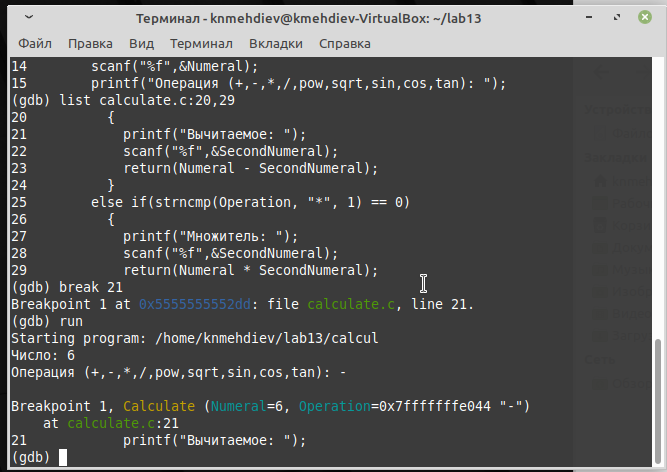 Терминал - knmehdiev@kmehdiev-VirtualBox: ~/lab13
Файл Правка Вид Терминал Вкладки Справка
14        scanf("%f",&Numeral);
15        printf("Операция (+,-,*,/,pow,sqrt,sin,cos,tan): ");
(gdb) list calculate.c:20,29
20          {
21            printf("Вычитаемое: ");
22            scanf("%f",&SecondNumeral);
23            return(Numeral - SecondNumeral);
24          }
25        else if(strncmp(Operation, "*", 1) == 0)
26          {
27            printf("Множитель: ");
28            scanf("%f",&SecondNumeral);
29            return(Numeral * SecondNumeral);
(gdb) break 21
Breakpoint 1 at 0x5555555552dd: file calculate.c, line 21.
(gdb) run
Starting program: /home/knmehdiev/lab13/calcul
Число: 6
Операция (+,-,*,/,pow,sqrt,sin,cos,tan): -
Breakpoint 1, Calculate (Numeral=6, Operation=0x7fffffffe044 "-")
    at calculate.c:21
21            printf("Вычитаемое: ");
(gdb)